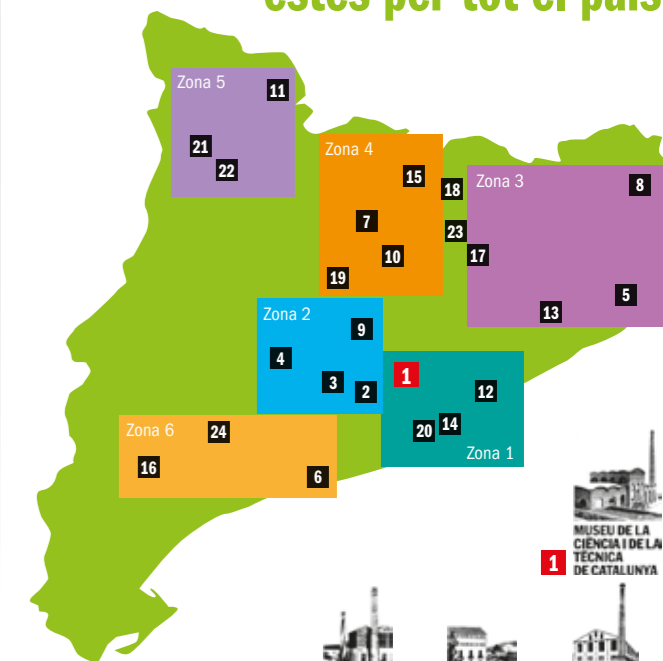 estès per tot el país
Zona 5
11
21
22
Zona 4
15
18
Zona 3
8
7
23
10
17
19
5
13
Zona 2
9
4
1
3
2
12
14
20
Zona 1
Zona 6
24
16
6
MUSEU DE LA
CIÈNCIA I DE LA
TÈCNICA
1
DE CATALUNYA